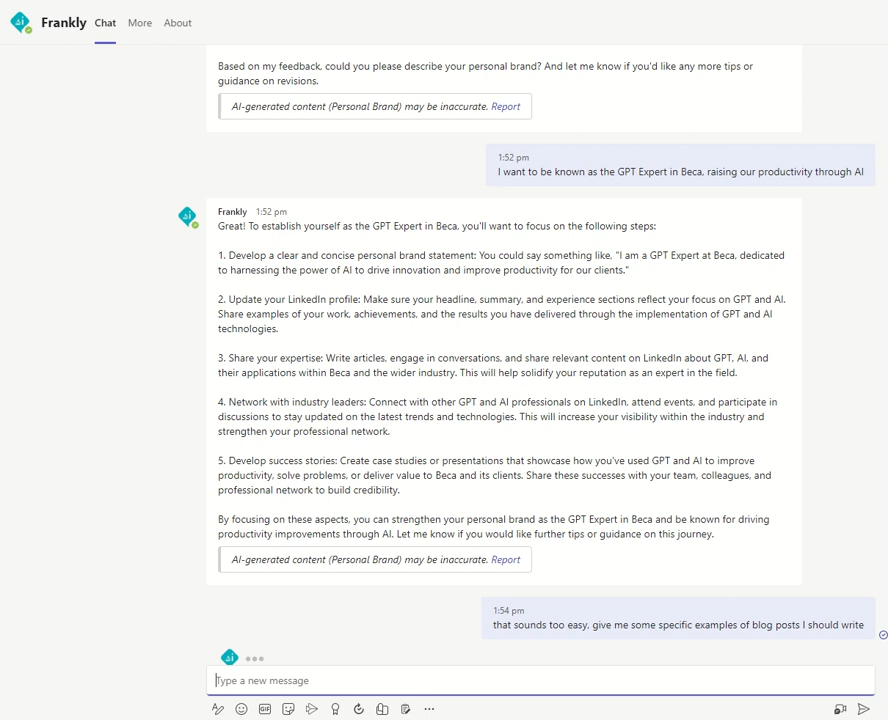 Frankly Chat More About
Based on my feedback, could you please describe your personal brand? And let me know if you'd like any more tips or
guidance on revisions.
AI-generated content (Personal Brand) may be inaccurate. Report
1:52 pm
I want to be known as the GPT Expert in Beca, raising our productivity through AI
Frankly 1:52 pm
Great! To establish yourself as the GPT Expert in Beca, you'll want to focus on the following steps:
1. Develop a clear and concise personal brand statement: You could say something like, "I am a GPT Expert at Beca, dedicated
to harnessing the power of AI to drive innovation and improve productivity for our clients."
2. Update your LinkedIn profile: Make sure your headline, summary, and experience sections reflect your focus on GPT and AI.
Share examples of your work, achievements, and the results you have delivered through the implementation of GPT and AI
technologies.
3. Share your expertise: Write articles, engage in conversations, and share relevant content on LinkedIn about GPT, AI, and
their applications within Beca and the wider industry. This will help solidify your reputation as an expert in the field.
4. Network with industry leaders: Connect with other GPT and AI professionals on LinkedIn, attend events, and participate in
discussions to stay updated on the latest trends and technologies. This will increase your visibility within the industry and
strengthen your professional network.
5. Develop success stories: Create case studies or presentations that showcase how you've used GPT and AI to improve
productivity, solve problems, or deliver value to Beca and its clients. Share these successes with your team, colleagues, and
professional network to build credibility.
By focusing on these aspects, you can strengthen your personal brand as the GPT Expert in Beca and be known for driving
productivity improvements through AI. Let me know if you would like further tips or guidance on this journey.
AI-generated content (Personal Brand) may be inaccurate. Report
1:54 pm
that sounds too easy, give me some specific examples of blog posts I should write
Type a new message
GIF